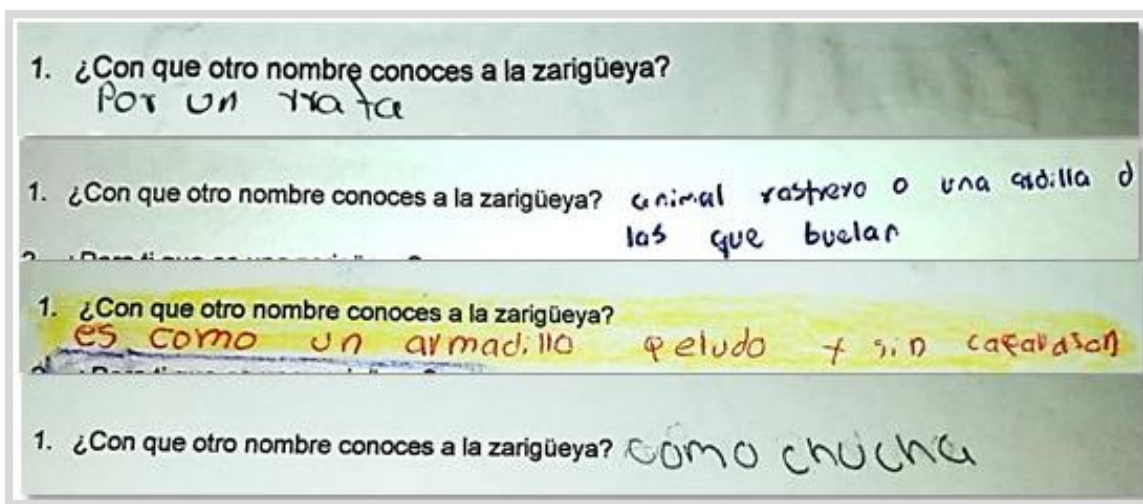 1. ¿Con que otro nombre conoces a la zarigüeya?
Por un rrata
1. ¿Con que otro nombre conoces a la zarigüeya? animal rastrero o una ardilla d
las que buelan
1. ¿Con que otro nombre conoces a la zarigüeya?
es como un armadillo peludo y sin caparason
1. ¿Con que otro nombre conoces a la zarigüeya? como chucha